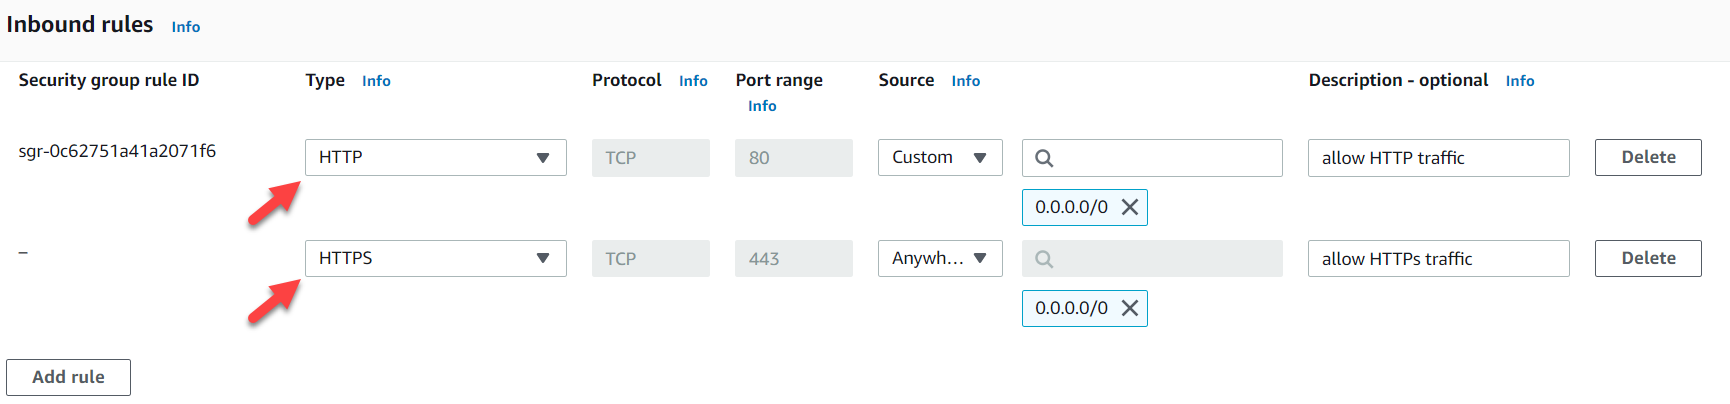 Inbound rules Info
Security group rule ID Type Info Protocol Info Port range Info Source Info Description - optional Info
sgr-0c62751a41a2071f6 HTTP TCP 80 Custom allow HTTP traffic Delete
0.0.0.0/0
– HTTPS TCP 443 Anywh... allow HTTPs traffic Delete
0.0.0.0/0
Add rule